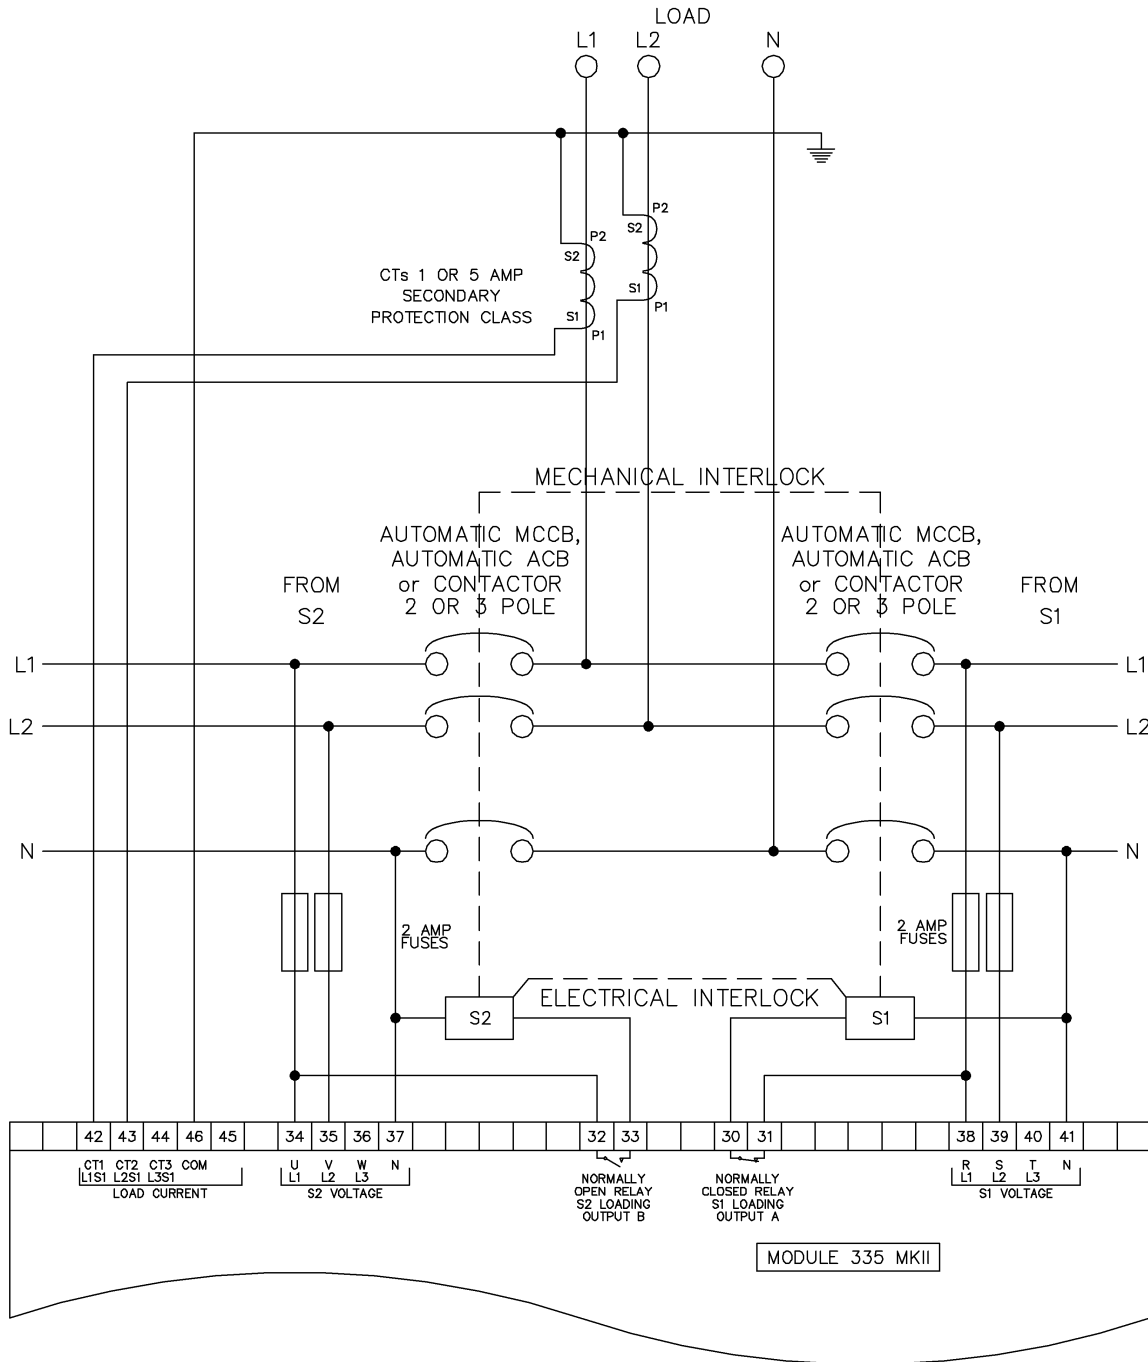 LOAD
L1 L2 N
P2
S2
P2
S2
CTs 1 OR 5 AMP
SECONDARY
PROTECTION CLASS
S1
P1
S1
P1
MECHANICAL INTERLOCK
AUTOMATIC MCCB,
AUTOMATIC ACB
or CONTACTOR
2 OR 3 POLE
AUTOMATIC MCCB,
AUTOMATIC ACB
or CONTACTOR
2 OR 3 POLE
FROM
S2
FROM
S1
L1 L1
L2 L2
N N
2 AMP
FUSES
2 AMP
FUSES
ELECTRICAL INTERLOCK
S2 S1
42 43 44 46 45 34 35 36 37 32 33 30 31 38 39 40 41
CT1 CT2 CT3 COM
L1S1 L2S1 L3S1
LOAD CURRENT
U V W N
L1 L2 L3
S2 VOLTAGE
NORMALLY
OPEN RELAY
S2 LOADING
OUTPUT B
NORMALLY
CLOSED RELAY
S1 LOADING
OUTPUT A
R S T N
L1 L2 L3
S1 VOLTAGE
MODULE 335 MKII